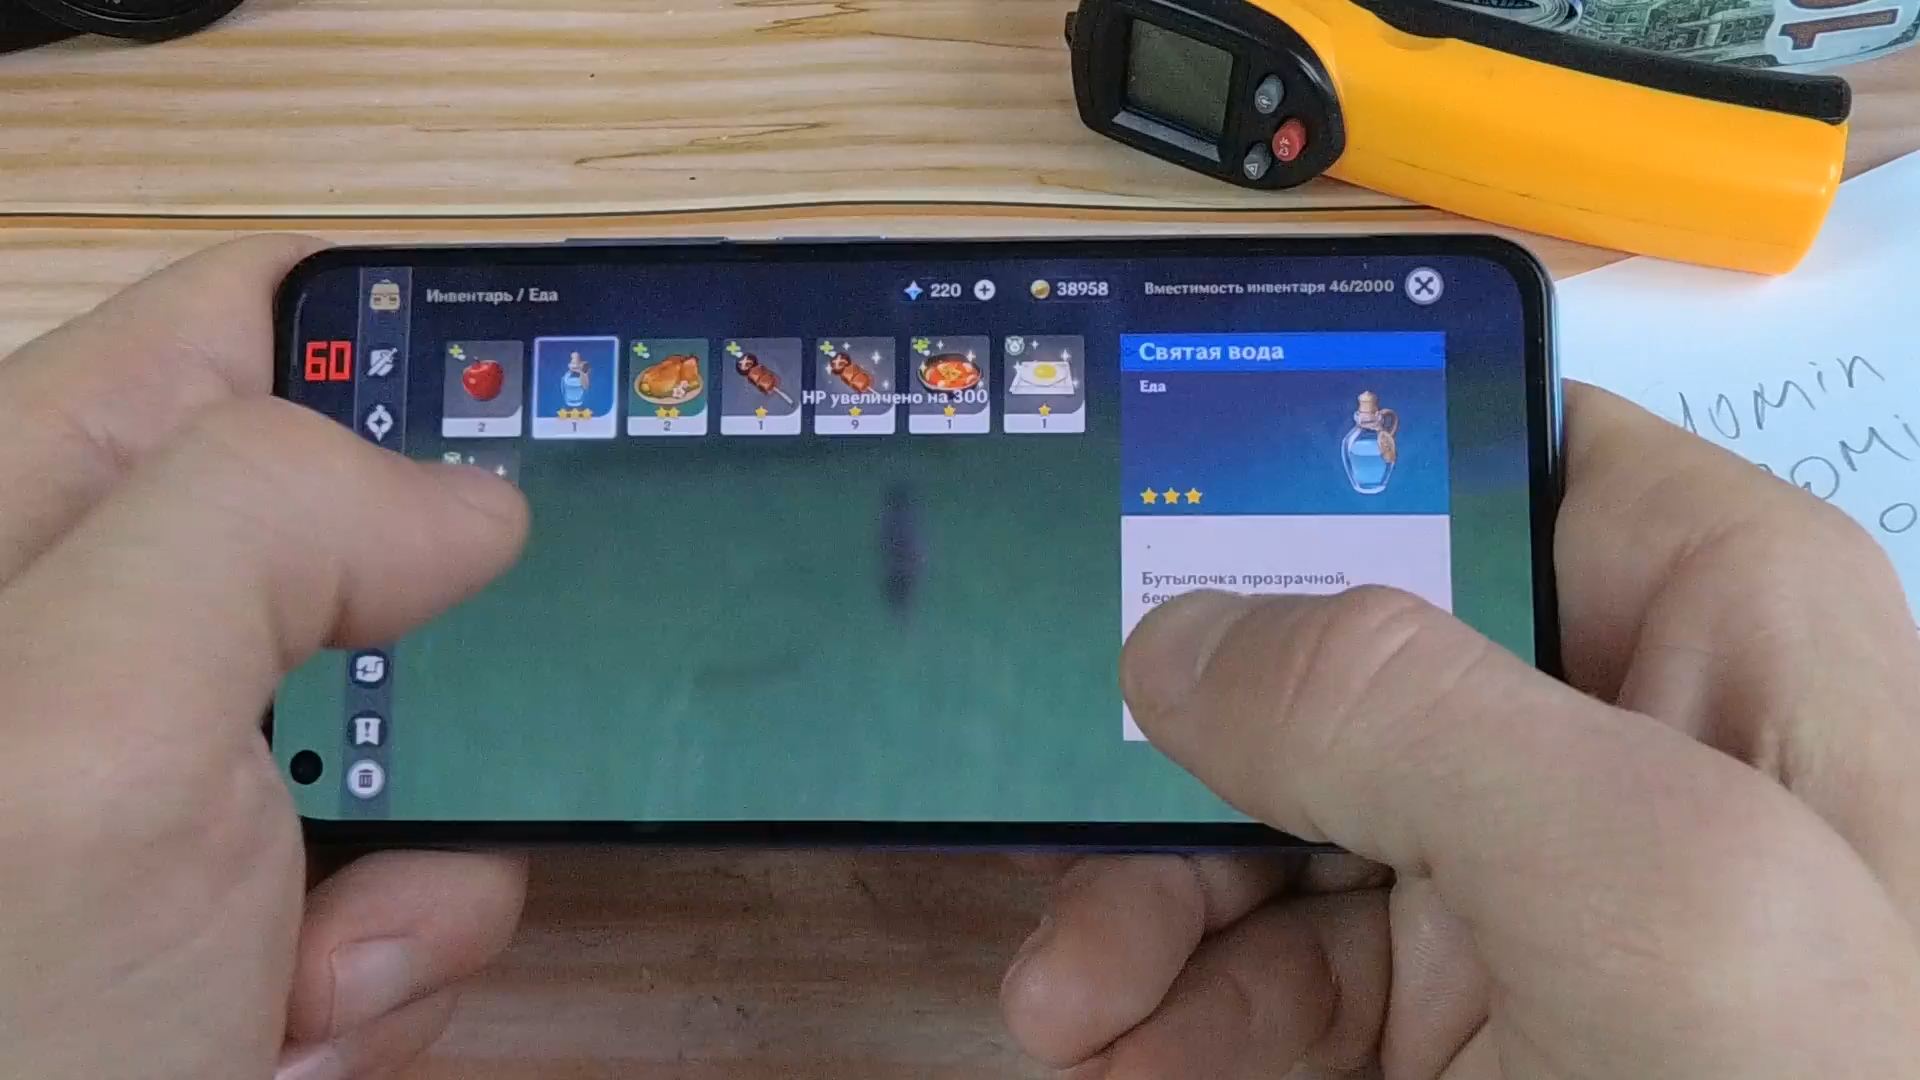 10
Инвентарь / Еда
220
38958
Вместимость инвентаря 46/2000
60
2
1
2
1
9
1
1
HP увеличено на 300
Святая вода
Еда
Бутылочка прозрачной,